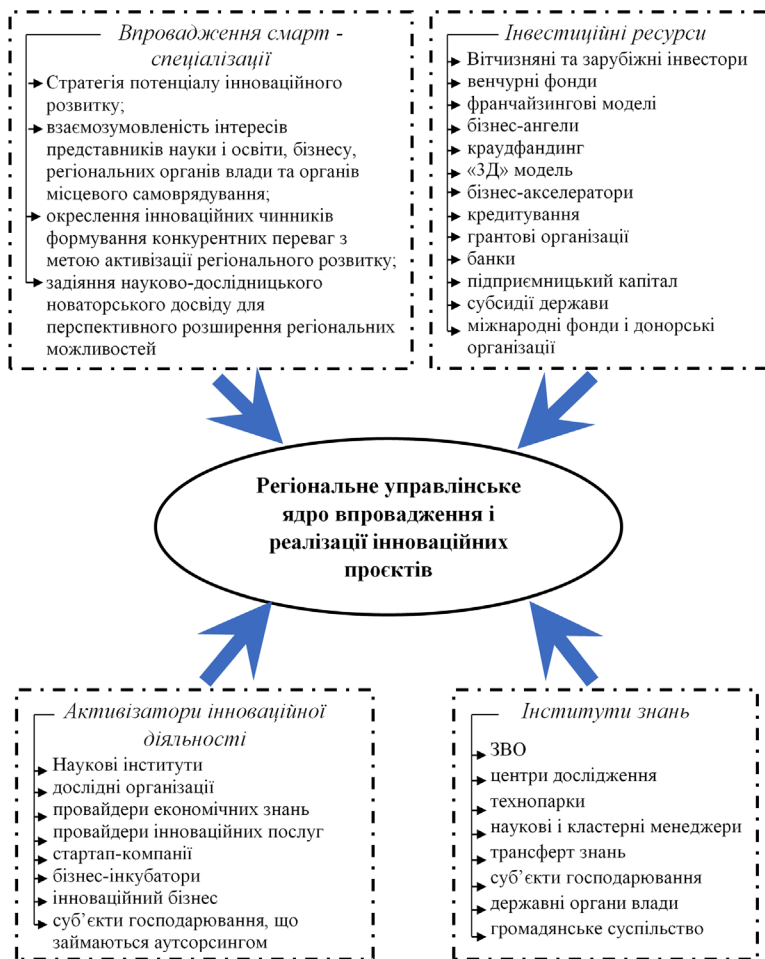 Впровадження смарт -
спеціалізації
Стратегія потенціалу інноваційного
розвитку;
взаємозумовленість інтересів
представників науки і освіти, бізнесу,
регіональних органів влади та органів
місцевого самоврядування;
окреслення інноваційних чинників
формування конкурентних переваг з
метою активізації регіонального розвитку;
задіяння науково-дослідницького
новаторського досвіду для
перспективного розширення регіональних
можливостей
Інвестиційні ресурси
Вітчизняні та зарубіжні інвестори
венчурні фонди
франчайзингові моделі
бізнес-ангели
краудфандинг
«3Д» модель
бізнес-акселератори
кредитування
грантові організації
банки
підприємницький капітал
субсидії держави
міжнародні фонди і донорські
організації
Регіональне управлінське
ядро впровадження і
реалізації інноваційних
проєктів
Активізатори інноваційної
діяльності
Наукові інститути
дослідні організації
провайдери економічних знань
провайдери інноваційних послуг
стартап-компанії
бізнес-інкубатори
інноваційний бізнес
суб’єкти господарювання, що
займаються аутсорсингом
Інститути знань
ЗВО
центри дослідження
технопарки
наукові і кластерні менеджери
трансферт знань
суб’єкти господарювання
державні органи влади
громадянське суспільство